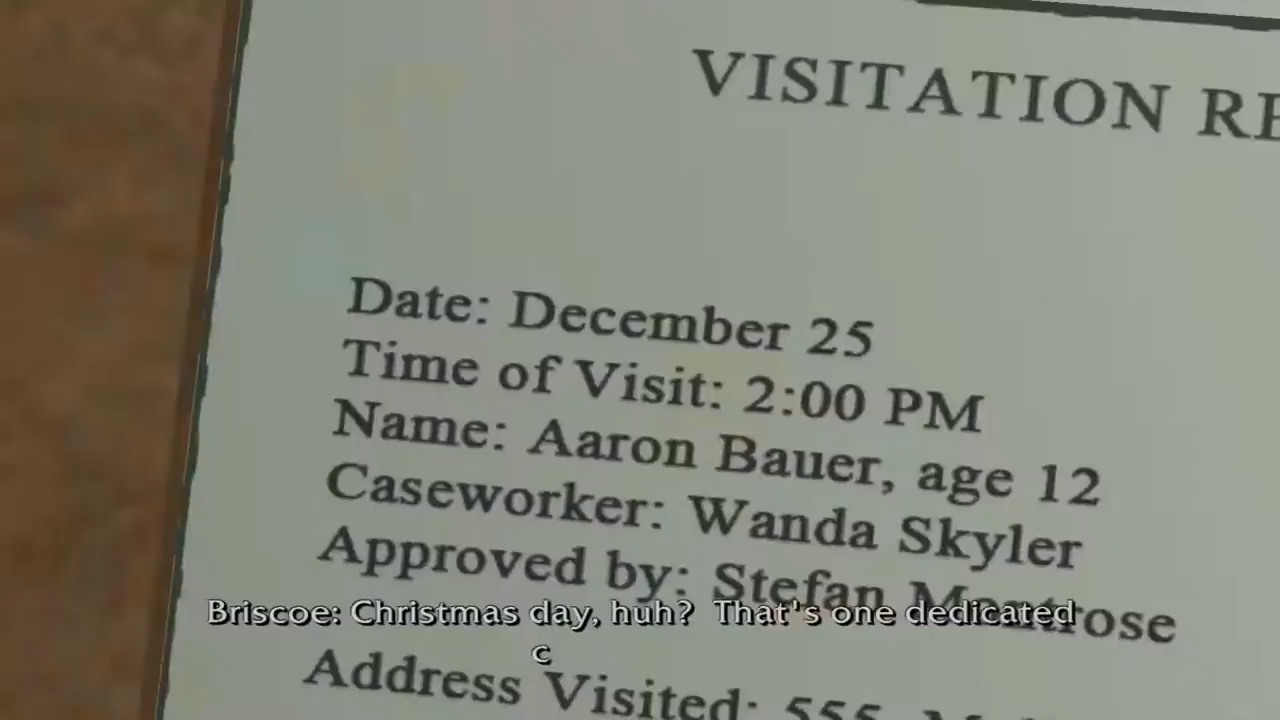 VISITATION RE
Date: December 25
Time of Visit: 2:00 PM
Name: Aaron Bauer, age 12
Caseworker: Wanda Skyler
Approved by: Stefan Montrose
Briscoe: Christmas day, huh? That's one dedicated
c
Address Visited: 555